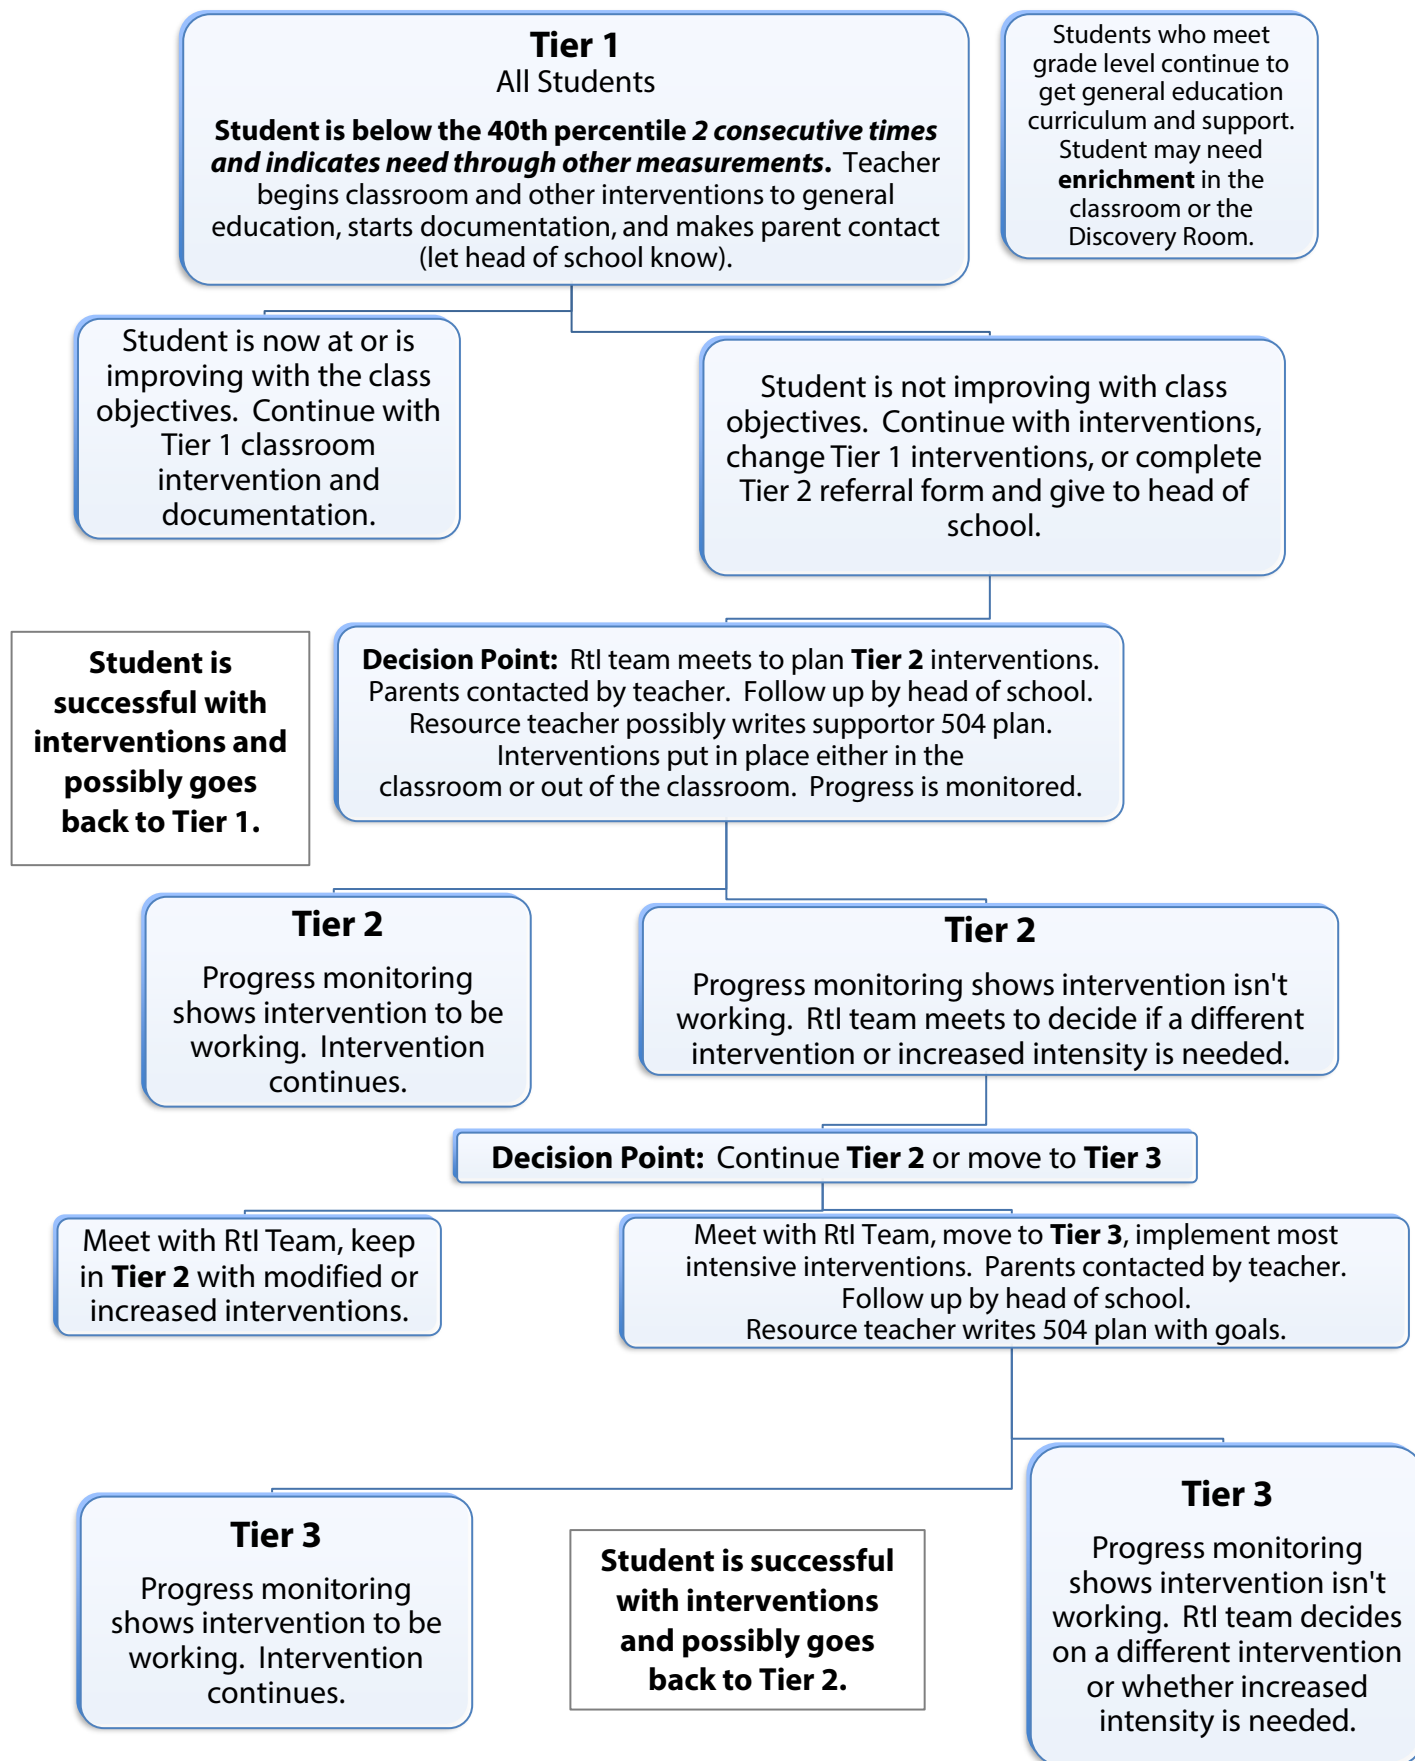 Tier 1
All Students
Student is below the 40th percentile 2 consecutive times
and indicates need through other measurements. Teacher
begins classroom and other interventions to general
education, starts documentation, and makes parent contact
(let head of school know).
Students who meet
grade level continue to
get general education
curriculum and support.
Student may need
enrichment in the
classroom or the
Discovery Room.
Student is now at or is
improving with the class
objectives. Continue with
Tier 1 classroom
intervention and
documentation.
Student is not improving with class
objectives. Continue with interventions,
change Tier 1 interventions, or complete
Tier 2 referral form and give to head of
school.
Student is
successful with
interventions and
possibly goes
back to Tier 1.
Decision Point: RtI team meets to plan Tier 2 interventions.
Parents contacted by teacher. Follow up by head of school.
Resource teacher possibly writes supportor 504 plan.
Interventions put in place either in the
classroom or out of the classroom. Progress is monitored.
Tier 2
Progress monitoring
shows intervention to be
working. Intervention
continues.
Tier 2
Progress monitoring shows intervention isn't
working. RtI team meets to decide if a different
intervention or increased intensity is needed.
Decision Point: Continue Tier 2 or move to Tier 3
Meet with RtI Team, keep
in Tier 2 with modified or
increased interventions.
Meet with RtI Team, move to Tier 3, implement most
intensive interventions. Parents contacted by teacher.
Follow up by head of school.
Resource teacher writes 504 plan with goals.
Tier 3
Progress monitoring
shows intervention to be
working. Intervention
continues.
Student is successful
with interventions
and possibly goes
back to Tier 2.
Tier 3
Progress monitoring
shows intervention isn't
working. RtI team decides
on a different intervention
or whether increased
intensity is needed.